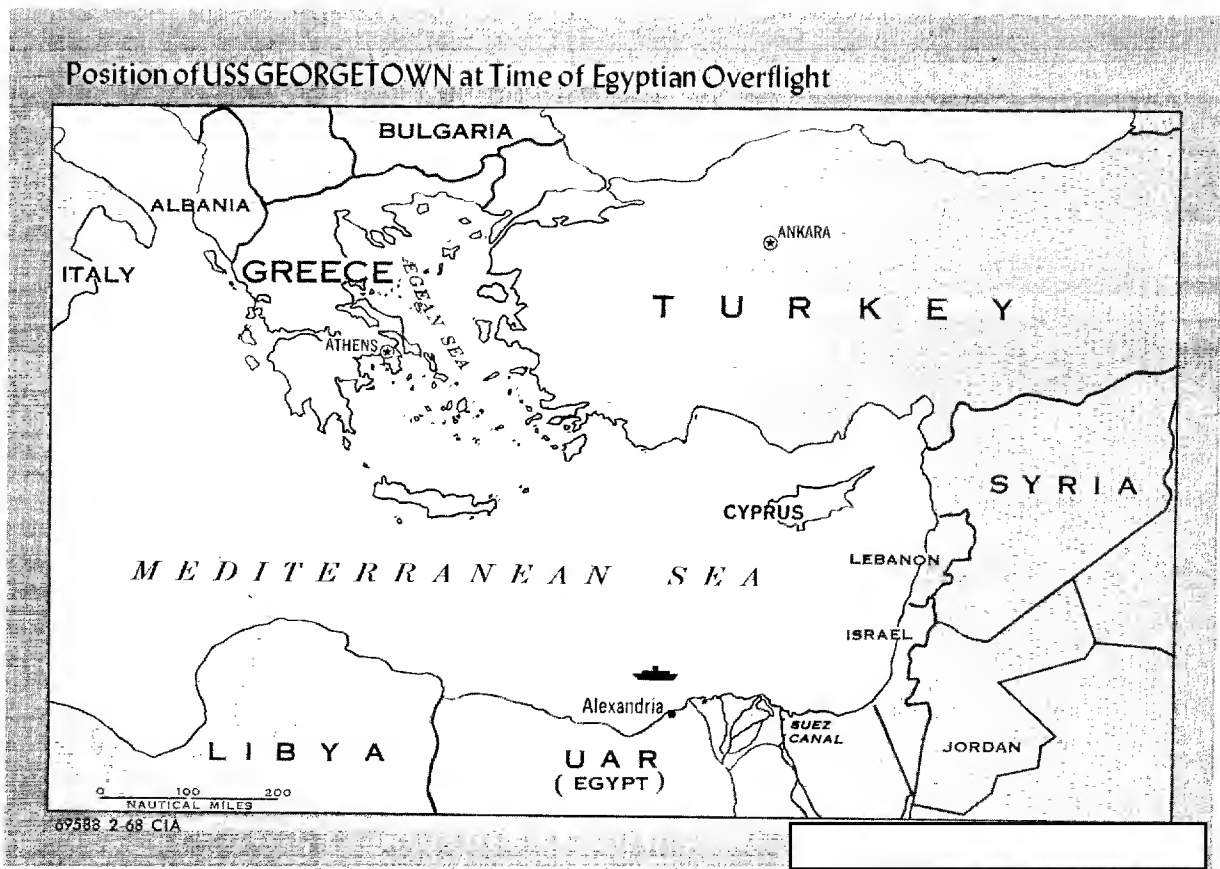 Position of USS GEORGETOWN at Time of Egyptian Overflight
BULGARIA
ALBANIA
ANKARA
ITALY
GREECE
ÆGEAN SEA
TURKEY
ATHENS
SYRIA
CYPRUS
LEBANON
MEDITERRANEAN SEA
ISRAEL
Alexandria
SUEZ
CANAL
LIBYA
UAR
(EGYPT)
JORDAN
0 100 200
NAUTICAL MILES
69588 2-68 CIA